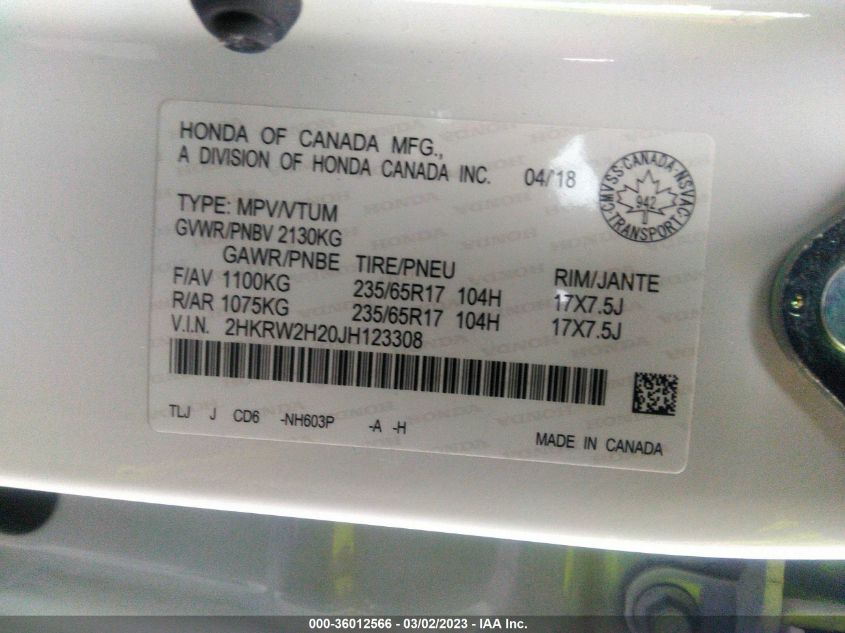 HONDA OF CANADA MFG.,
A DIVISION OF HONDA CANADA INC. 04/18
CMVSS-CANADA-NSVAC
942
TRANSPORT
TYPE: MPV/VTUM
GVWR/PNBV 2130KG
GAWR/PNBE TIRE/PNEU RIM/JANTE
F/AV 1100KG 235/65R17 104H 17X7.5J
R/AR 1075KG 235/65R17 104H 17X7.5J
V.I.N. 2HKRW2H20JH123308
TLJ J CD6 -NH603P -A -H
MADE IN CANADA
000-36012566 - 03/02/2023 - IAA Inc.